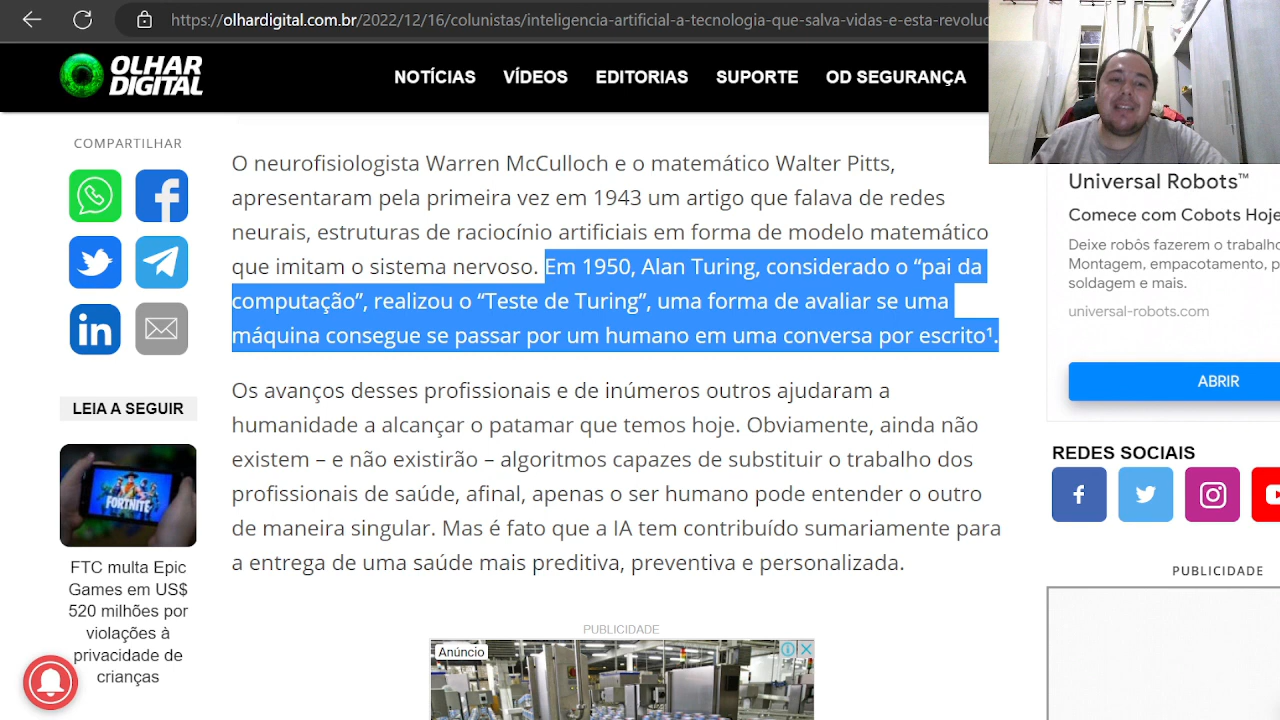 https://olhardigital.com.br/2022/12/16/colunistas/inteligencia-artificial-a-tecnologia-que-salva-vidas-e-esta-revoluc
OLHAR
DIGITAL
NOTÍCIAS
VÍDEOS
EDITORIAS
SUPORTE
OD SEGURANÇA
COMPARTILHAR
O neurofisiologista Warren McCulloch e o matemático Walter Pitts,
apresentaram pela primeira vez em 1943 um artigo que falava de redes
neurais, estruturas de raciocínio artificiais em forma de modelo matemático
que imitam o sistema nervoso. Em 1950, Alan Turing, considerado o “pai da
computação”, realizou o “Teste de Turing”, uma forma de avaliar se uma
máquina consegue se passar por um humano em uma conversa por escrito¹.
Os avanços desses profissionais e de inúmeros outros ajudaram a
humanidade a alcançar o patamar que temos hoje. Obviamente, ainda não
existem – e não existirão – algoritmos capazes de substituir o trabalho dos
profissionais de saúde, afinal, apenas o ser humano pode entender o outro
de maneira singular. Mas é fato que a IA tem contribuído sumariamente para
a entrega de uma saúde mais preditiva, preventiva e personalizada.
LEIA A SEGUIR
FORTNITE
FTC multa Epic
Games em US$
520 milhões por
violações à
privacidade de
crianças
PUBLICIDADE
Anúncio
Universal Robots™
Comece com Cobots Hoje
Deixe robôs fazerem o trabalho
Montagem, empacotamento, p
soldagem e mais.
universal-robots.com
ABRIR
REDES SOCIAIS
PUBLICIDADE